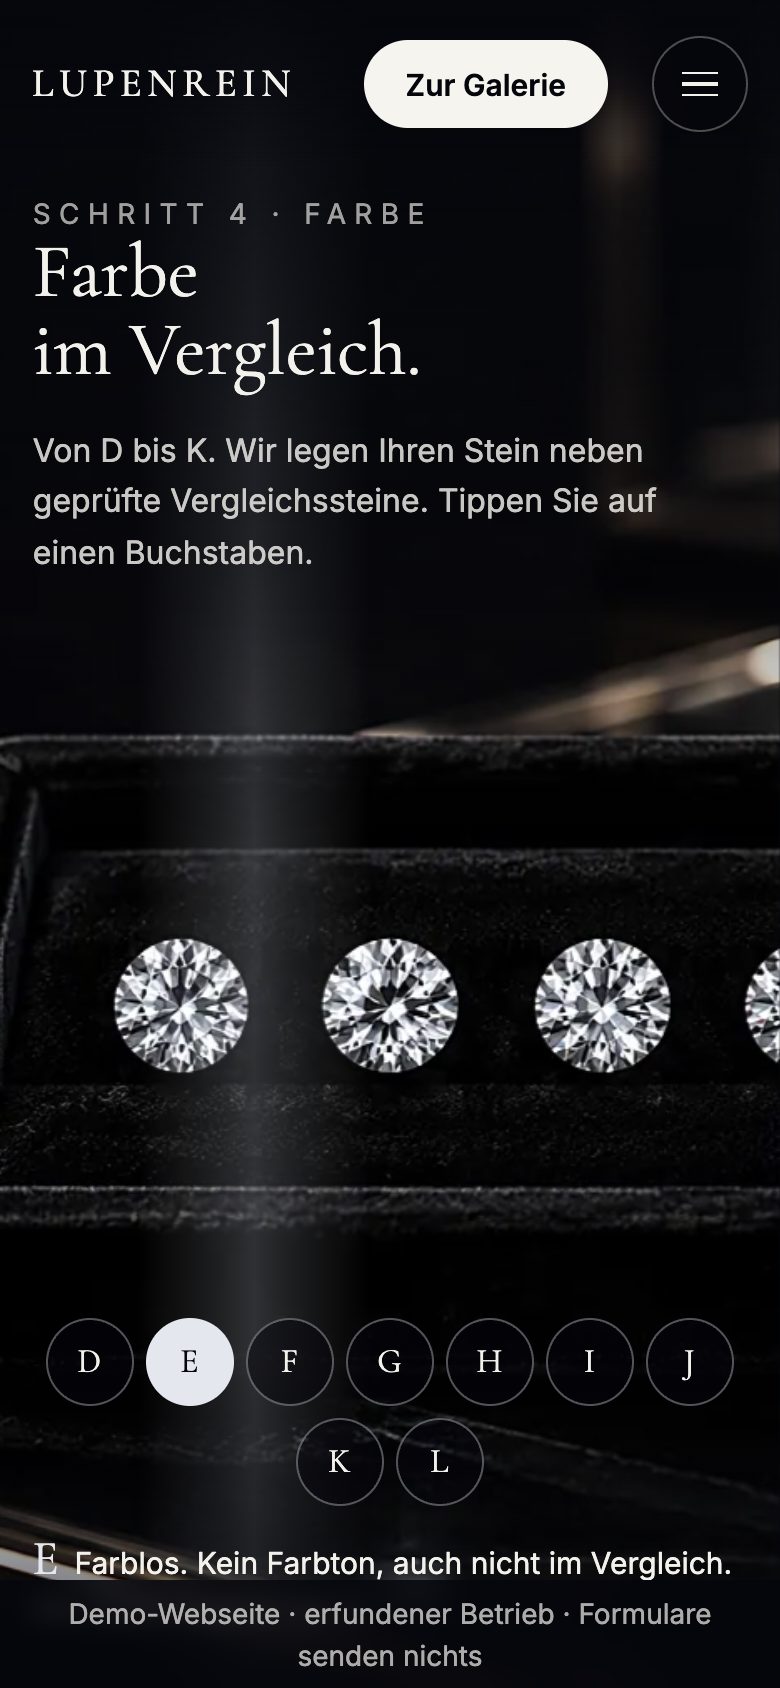 LUPENREIN
Zur Galerie
SCHRITT 4 · FARBE
Farbe
im Vergleich.
Von D bis K. Wir legen Ihren Stein neben
geprüfte Vergleichssteine. Tippen Sie auf
einen Buchstaben.
D E F G H I J
K L
E Farblos. Kein Farbton, auch nicht im Vergleich.
Demo-Webseite · erfundener Betrieb · Formulare
senden nichts